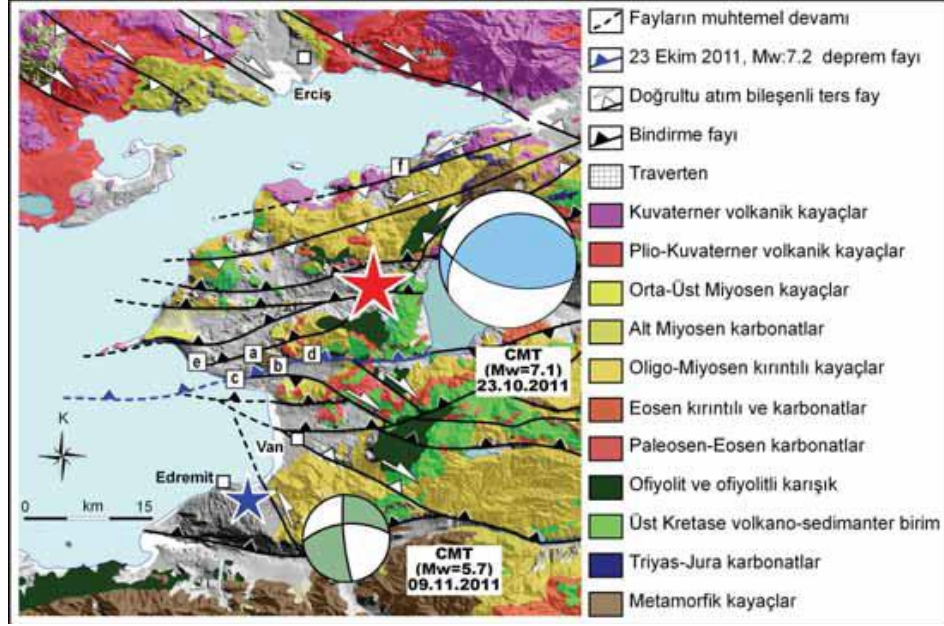 Erciş
f
a
e
b
d
c
CMT
(Mw=7.1)
23.10.2011
K
Van
Edremit
0 km 15
CMT
(Mw=5.7)
09.11.2011
Fayların muhtemel devamı
23 Ekim 2011, Mw:7.2 deprem fayı
Doğrultu atım bileşenli ters fay
Bindirme fayı
Traverten
Kuvaterner volkanik kayaçlar
Plio-Kuvaterner volkanik kayaçlar
Orta-Üst Miyosen kayaçlar
Alt Miyosen karbonatlar
Oligo-Miyosen kırıntılı kayaçlar
Eosen kırıntılı ve karbonatlar
Paleosen-Eosen karbonatlar
Ofiyolit ve ofiyolitli karışık
Üst Kretase volkano-sedimanter birim
Triyas-Jura karbonatlar
Metamorfik kayaçlar